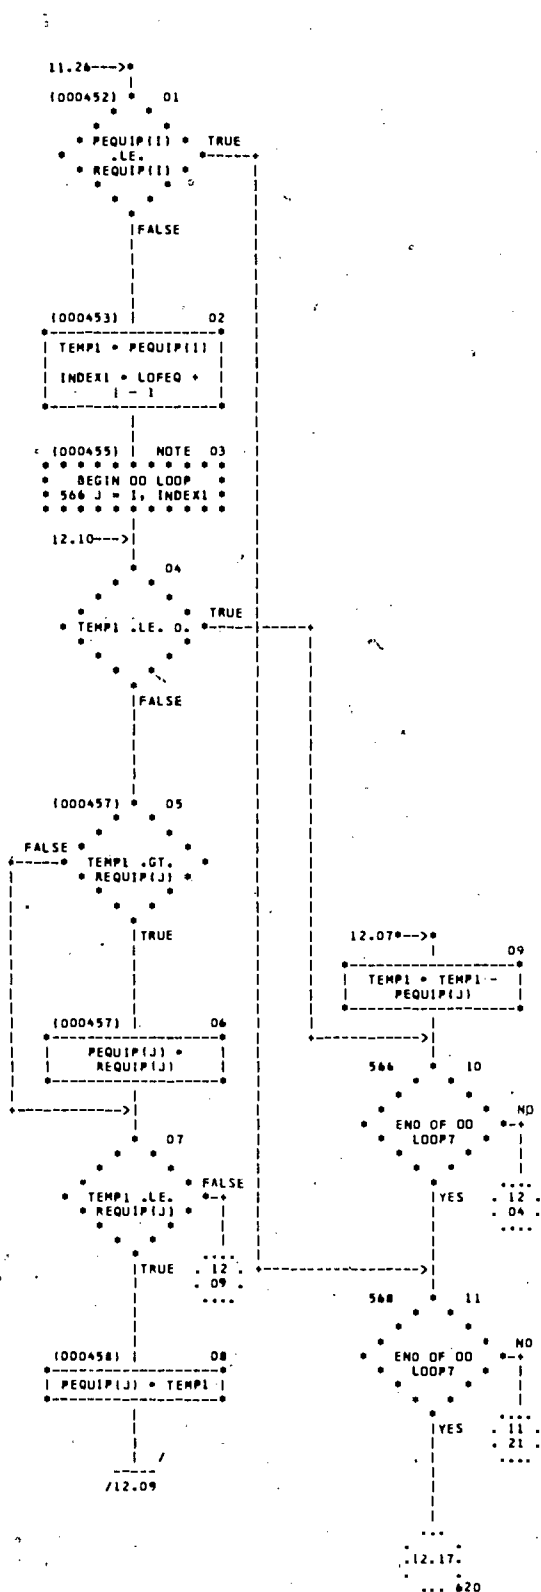 11.26--->*
(000452) * 01
PEQUIP(I)
.LE.
REQUIP(I)
TRUE
FALSE
(000453) 02
TEMP1 = PEQUIP(I)
INDEX1 = LOFEQ +
I - 1
(000455) NOTE 03
BEGIN DO LOOP
566 J = I, INDEX1
12.10--->
04
TEMP1 .LE. 0.
TRUE
FALSE
(000457) * 05
FALSE
TEMP1 .GT.
REQUIP(J)
TRUE
(000457) 06
PEQUIP(J) =
REQUIP(J)
07
TEMP1 .LE.
REQUIP(J)
FALSE
. 12 .
09 .
TRUE
(000458) 08
PEQUIP(J) = TEMP1
/12.09
12.07*-->*
09
TEMP1 = TEMP1 -
PEQUIP(J)
566 * 10
END OF DO
LOOP?
NO
. 12 .
04 .
YES
568 * 11
END OF DO
LOOP?
NO
. 11 .
. 21 .
YES
.12.17.
... 620